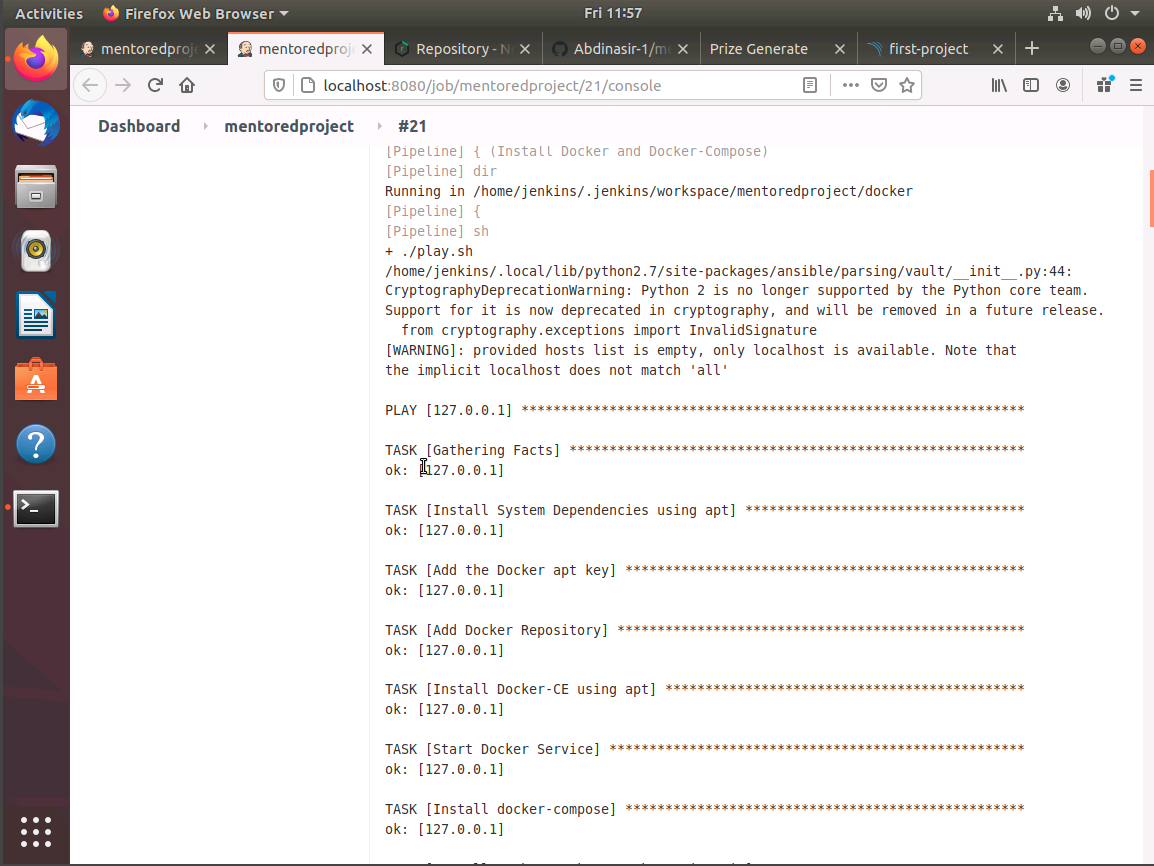 Activities Firefox Web Browser Fri 11:57
mentoredproj mentoredproj Repository - N Abdinasir-1/me Prize Generate first-project
localhost:8080/job/mentoredproject/21/console
Dashboard mentoredproject #21
[Pipeline] { (Install Docker and Docker-Compose)
[Pipeline] dir
Running in /home/jenkins/.jenkins/workspace/mentoredproject/docker
[Pipeline] {
[Pipeline] sh
+ ./play.sh
/home/jenkins/.local/lib/python2.7/site-packages/ansible/parsing/vault/__init__.py:44:
CryptographyDeprecationWarning: Python 2 is no longer supported by the Python core team.
Support for it is now deprecated in cryptography, and will be removed in a future release.
from cryptography.exceptions import InvalidSignature
[WARNING]: provided hosts list is empty, only localhost is available. Note that
the implicit localhost does not match 'all'
PLAY [127.0.0.1] ***************************************************************
TASK [Gathering Facts] *********************************************************
ok: [127.0.0.1]
TASK [Install System Dependencies using apt] ***********************************
ok: [127.0.0.1]
TASK [Add the Docker apt key] **************************************************
ok: [127.0.0.1]
TASK [Add Docker Repository] ***************************************************
ok: [127.0.0.1]
TASK [Install Docker-CE using apt] *********************************************
ok: [127.0.0.1]
TASK [Start Docker Service] ****************************************************
ok: [127.0.0.1]
TASK [Install docker-compose] **************************************************
ok: [127.0.0.1]